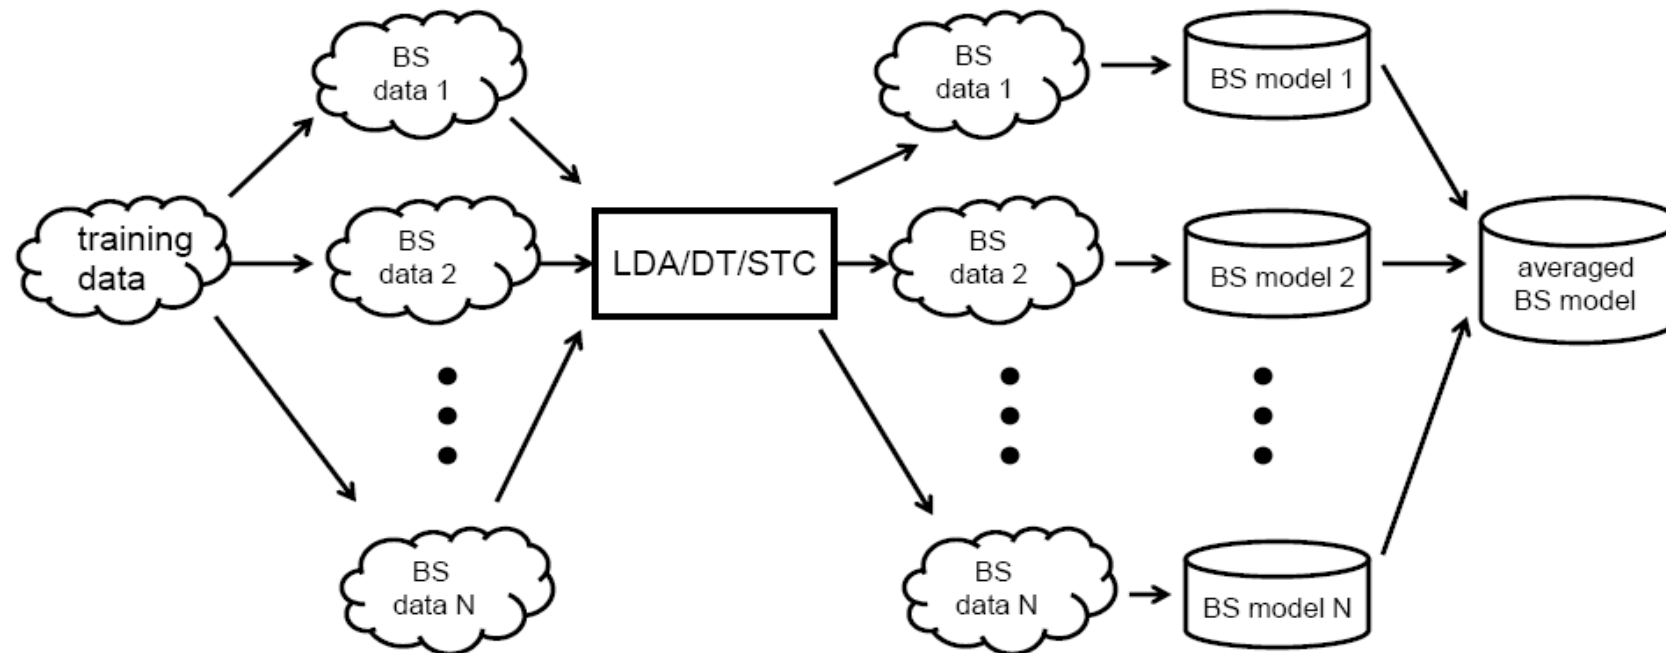 BS
data 1
BS
data 1
BS model 1
training
data
BS
data 2
LDA/DT/STC
BS
data 2
BS model 2
averaged
BS model
BS
data N
BS
data N
BS model N